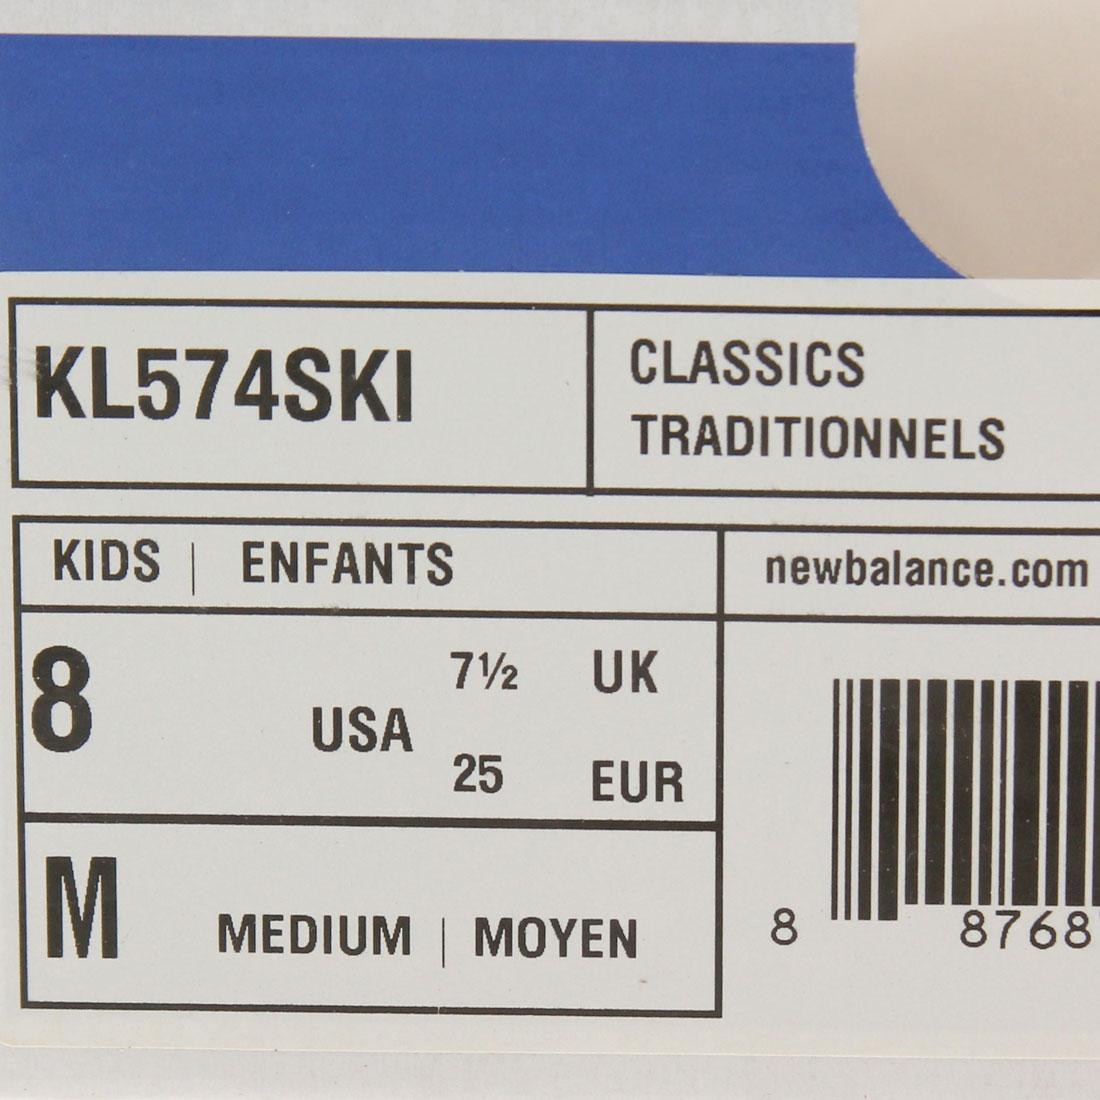 KL574SKI
CLASSICS
TRADITIONNELS
KIDS | ENFANTS
newbalance.com
8 USA
7½ UK
25 EUR
M MEDIUM | MOYEN
8 8768